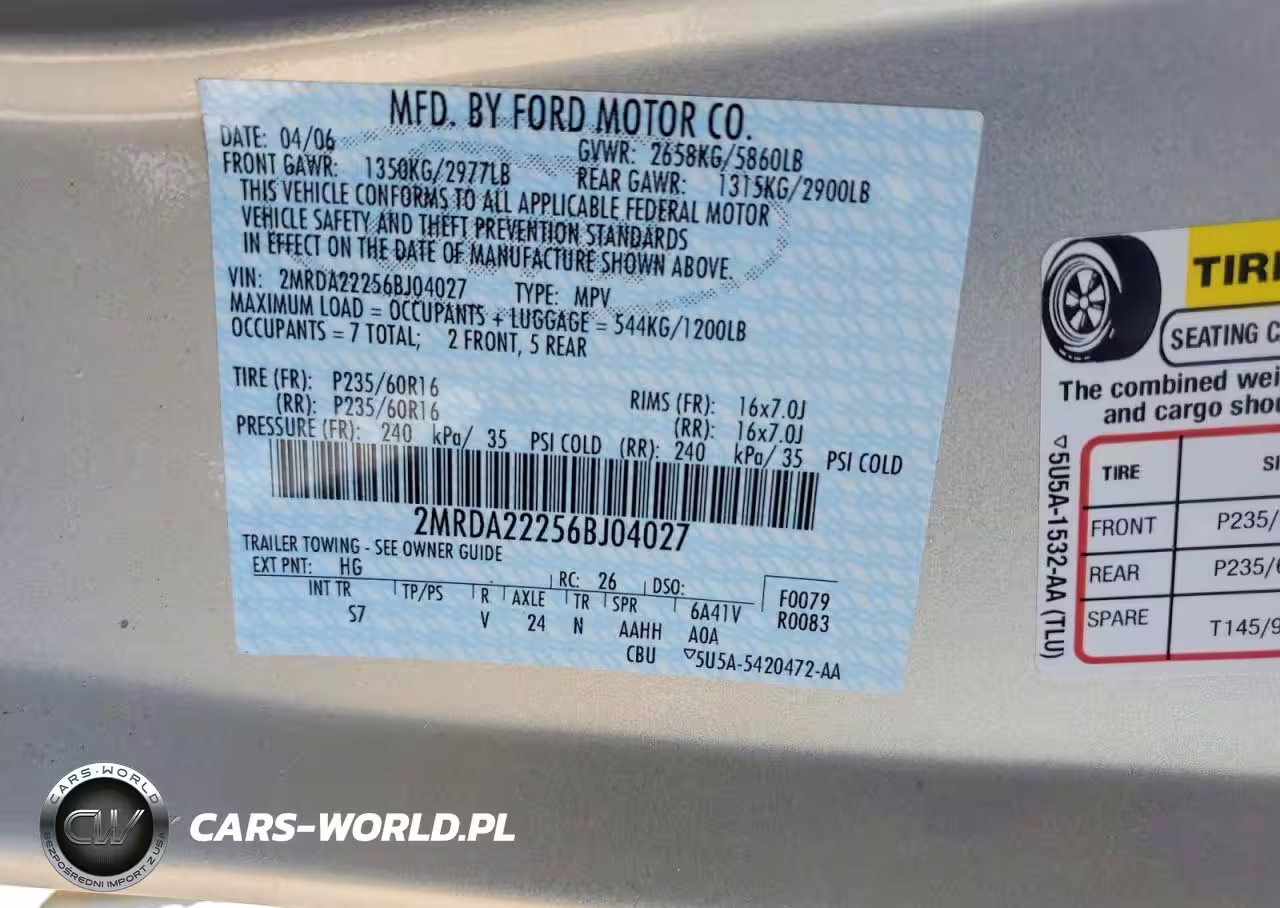 MFD. BY FORD MOTOR CO.
DATE: 04/06
GVWR: 2658KG/5860LB
FRONT GAWR: 1350KG/2977LB
REAR GAWR: 1315KG/2900LB
THIS VEHICLE CONFORMS TO ALL APPLICABLE FEDERAL MOTOR
VEHICLE SAFETY AND THEFT PREVENTION STANDARDS
IN EFFECT ON THE DATE OF MANUFACTURE SHOWN ABOVE.
VIN: 2MRDA22256BJ04027 TYPE: MPV
MAXIMUM LOAD = OCCUPANTS + LUGGAGE = 544KG/1200LB
OCCUPANTS = 7 TOTAL; 2 FRONT, 5 REAR
TIRE (FR): P235/60R16 RIMS (FR): 16x7.0J
(RR): P235/60R16 (RR): 16x7.0J
PRESSURE (FR): 240 kPa/ 35 PSI COLD (RR): 240 kPa/ 35 PSI COLD
2MRDA22256BJ04027
TRAILER TOWING - SEE OWNER GUIDE
EXT PNT: HG RC: 26 DSO:
INT TR TP/PS R AXLE TR SPR 6A41V F0079
S7 V 24 N AAHH A0A R0083
CBU ▽5U5A-5420472-AA
TIR
SEATING C
The combined wei
and cargo sho
▽5U5A-1532-AA (TLU)
TIRE SI
FRONT P235/
REAR P235/6
SPARE T145/9
CARS-WORLD
CW
BEZPOŚREDNI IMPORT Z USA
CARS-WORLD.PL